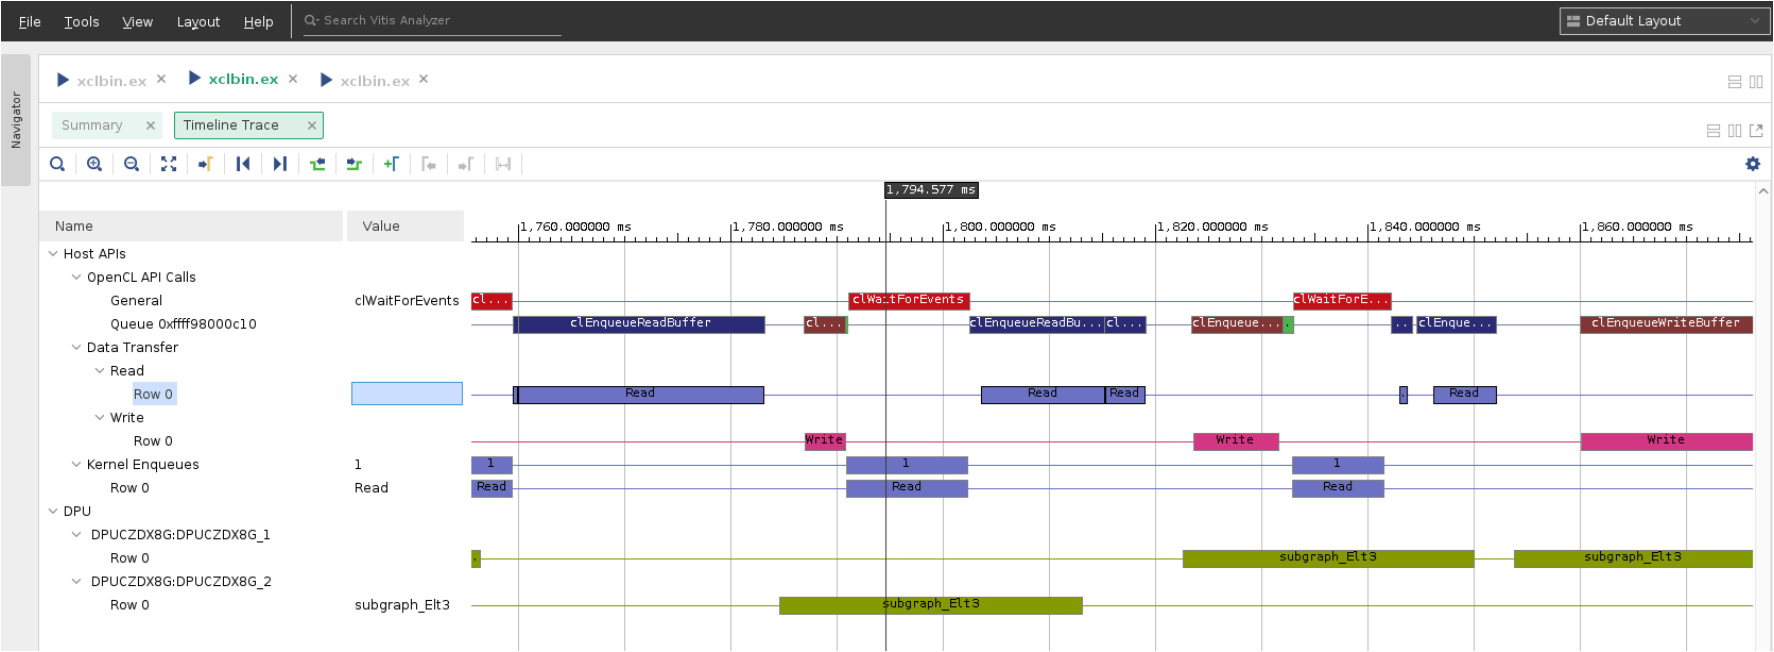 File Tools View Layout Help Search Vitis Analyzer Default Layout
Navigator
xclbin.ex xclbin.ex xclbin.ex
Summary Timeline Trace
1,794.577 ms
Name Value 1,760.000000 ms 1,780.000000 ms 1,800.000000 ms 1,820.000000 ms 1,840.000000 ms 1,860.000000 ms
Host APIs
OpenCL API Calls
General clWaitForEvents cl... clWaitForEvents clWaitForE...
Queue 0xffff98000c10 clEnqueueReadBuffer cl... clEnqueueReadBu... cl... clEnqueue... . .. clEnque... clEnqueueWriteBuffer
Data Transfer
Read
Row 0 Read Read Read . Read
Write
Row 0 Write Write Write
Kernel Enqueues 1 1 1 1
Row 0 Read Read Read Read
DPU
DPUCZDX8G:DPUCZDX8G_1
Row 0 . subgraph_Elt3 subgraph_Elt3
DPUCZDX8G:DPUCZDX8G_2
Row 0 subgraph_Elt3 subgraph_Elt3